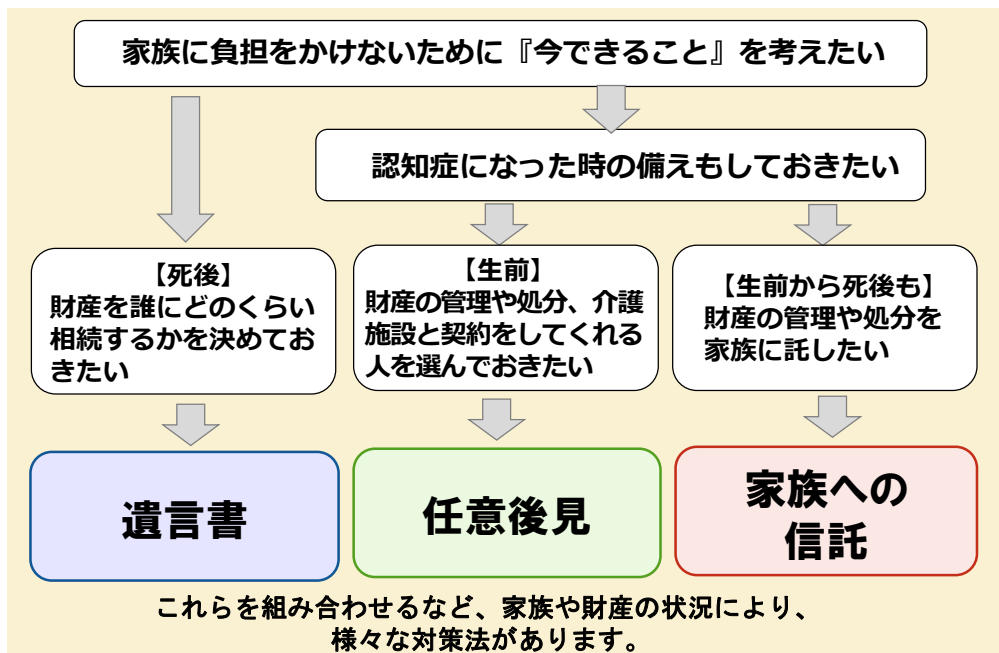 家族に負担をかけないために『今できること』を考えたい
認知症になった時の備えもしておきたい
【死後】
財産を誰にどのくらい
相続するかを決めてお
きたい
【生前】
財産の管理や処分、介護
施設と契約をしてくれる
人を選んでおきたい
【生前から死後も】
財産の管理や処分を
家族に託したい
遺言書
任意後見
家族への
信託
これらを組み合わせるなど、家族や財産の状況により、
様々な対策法があります。